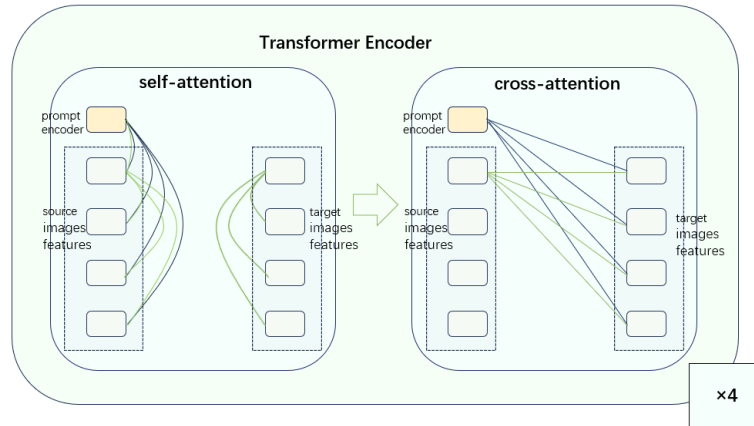 Transformer Encoder
self-attention
prompt
encoder
source
images
features
target
images
features
cross-attention
prompt
encoder
source
images
features
target
images
features
×4